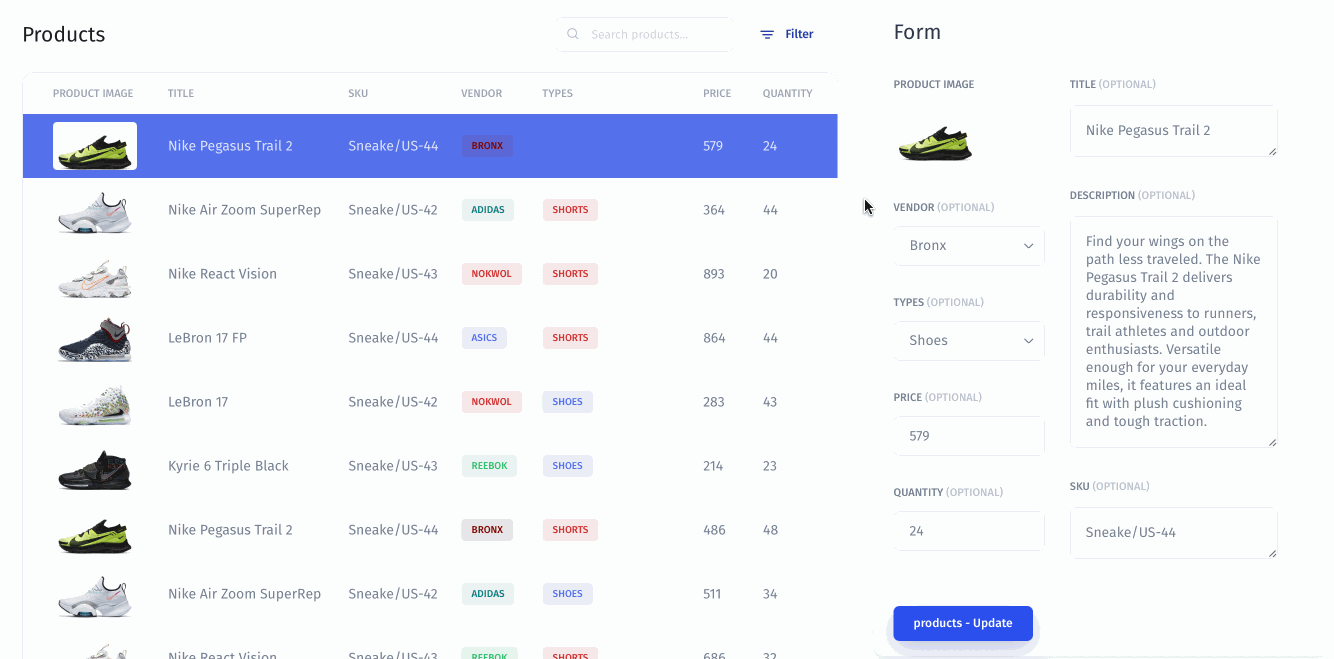 Products
Search products...
Filter
PRODUCT IMAGE TITLE SKU VENDOR TYPES PRICE QUANTITY
Nike Pegasus Trail 2 Sneake/US-44 BRONX 579 24
Nike Air Zoom SuperRep Sneake/US-42 ADIDAS SHORTS 364 44
Nike React Vision Sneake/US-43 NOKWOL SHORTS 893 20
LeBron 17 FP Sneake/US-44 ASICS SHORTS 864 44
LeBron 17 Sneake/US-42 NOKWOL SHOES 283 43
Kyrie 6 Triple Black Sneake/US-43 REEBOK SHOES 214 23
Nike Pegasus Trail 2 Sneake/US-44 BRONX SHORTS 486 48
Nike Air Zoom SuperRep Sneake/US-42 ADIDAS SHOES 511 34
Nike React Vision Sneake/US-43 REEBOK SHORTS 686 32
Form
PRODUCT IMAGE
VENDOR (OPTIONAL)
Bronx
TYPES (OPTIONAL)
Shoes
PRICE (OPTIONAL)
579
QUANTITY (OPTIONAL)
24
TITLE (OPTIONAL)
Nike Pegasus Trail 2
DESCRIPTION (OPTIONAL)
Find your wings on the
path less traveled. The Nike
Pegasus Trail 2 delivers
durability and
responsiveness to runners,
trail athletes and outdoor
enthusiasts. Versatile
enough for your everyday
miles, it features an ideal
fit with plush cushioning
and tough traction.
SKU (OPTIONAL)
Sneake/US-44
products - Update